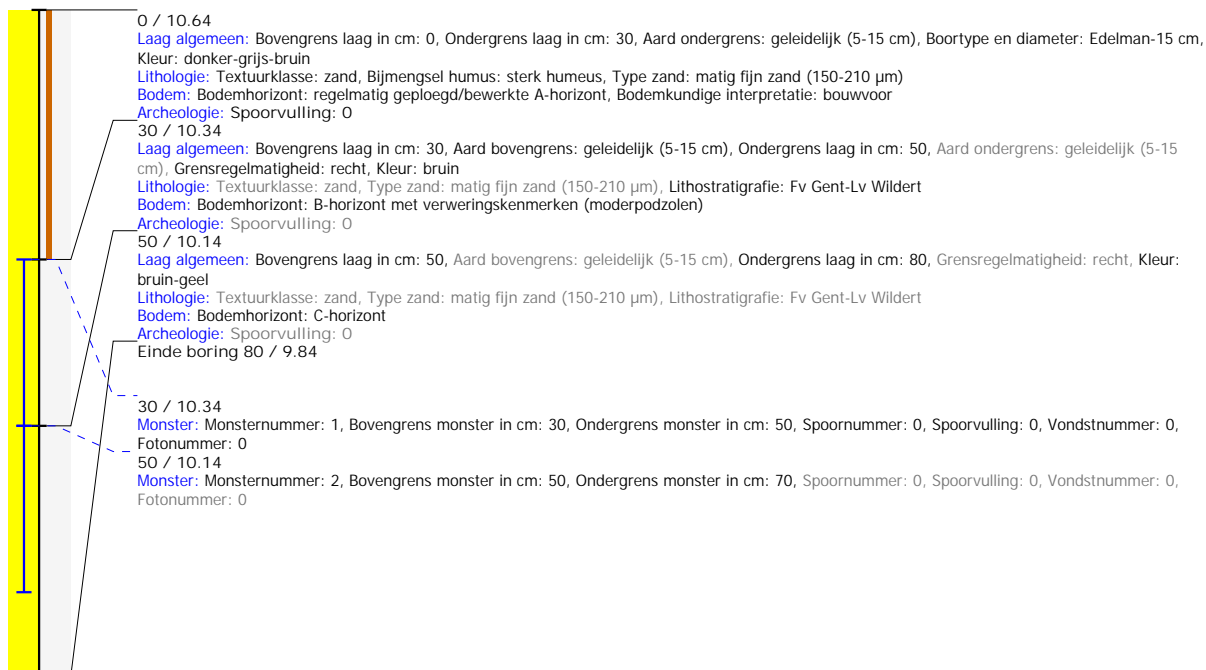 0 / 10.64
Laag algemeen: Bovengrens laag in cm: 0, Ondergrens laag in cm: 30, Aard ondergrens: geleidelijk (5-15 cm), Boortype en diameter: Edelman-15 cm,
Kleur: donker-grijs-bruin
Lithologie: Textuurklasse: zand, Bijmengsel humus: sterk humeus, Type zand: matig fijn zand (150-210 µm)
Bodem: Bodemhorizont: regelmatig geploegd/bewerkte A-horizont, Bodemkundige interpretatie: bouwvoor
Archeologie: Spoorvulling: 0
30 / 10.34
Laag algemeen: Bovengrens laag in cm: 30, Aard bovengrens: geleidelijk (5-15 cm), Ondergrens laag in cm: 50, Aard ondergrens: geleidelijk (5-15
cm), Grensregelmatigheid: recht, Kleur: bruin
Lithologie: Textuurklasse: zand, Type zand: matig fijn zand (150-210 µm), Lithostratigrafie: Fv Gent-Lv Wildert
Bodem: Bodemhorizont: B-horizont met verweringskenmerken (moderpodzolen)
Archeologie: Spoorvulling: 0
50 / 10.14
Laag algemeen: Bovengrens laag in cm: 50, Aard bovengrens: geleidelijk (5-15 cm), Ondergrens laag in cm: 80, Grensregelmatigheid: recht, Kleur:
bruin-geel
Lithologie: Textuurklasse: zand, Type zand: matig fijn zand (150-210 µm), Lithostratigrafie: Fv Gent-Lv Wildert
Bodem: Bodemhorizont: C-horizont
Archeologie: Spoorvulling: 0
Einde boring 80 / 9.84
30 / 10.34
Monster: Monsternummer: 1, Bovengrens monster in cm: 30, Ondergrens monster in cm: 50, Spoornummer: 0, Spoorvulling: 0, Vondstnummer: 0,
Fotonummer: 0
50 / 10.14
Monster: Monsternummer: 2, Bovengrens monster in cm: 50, Ondergrens monster in cm: 70, Spoornummer: 0, Spoorvulling: 0, Vondstnummer: 0,
Fotonummer: 0